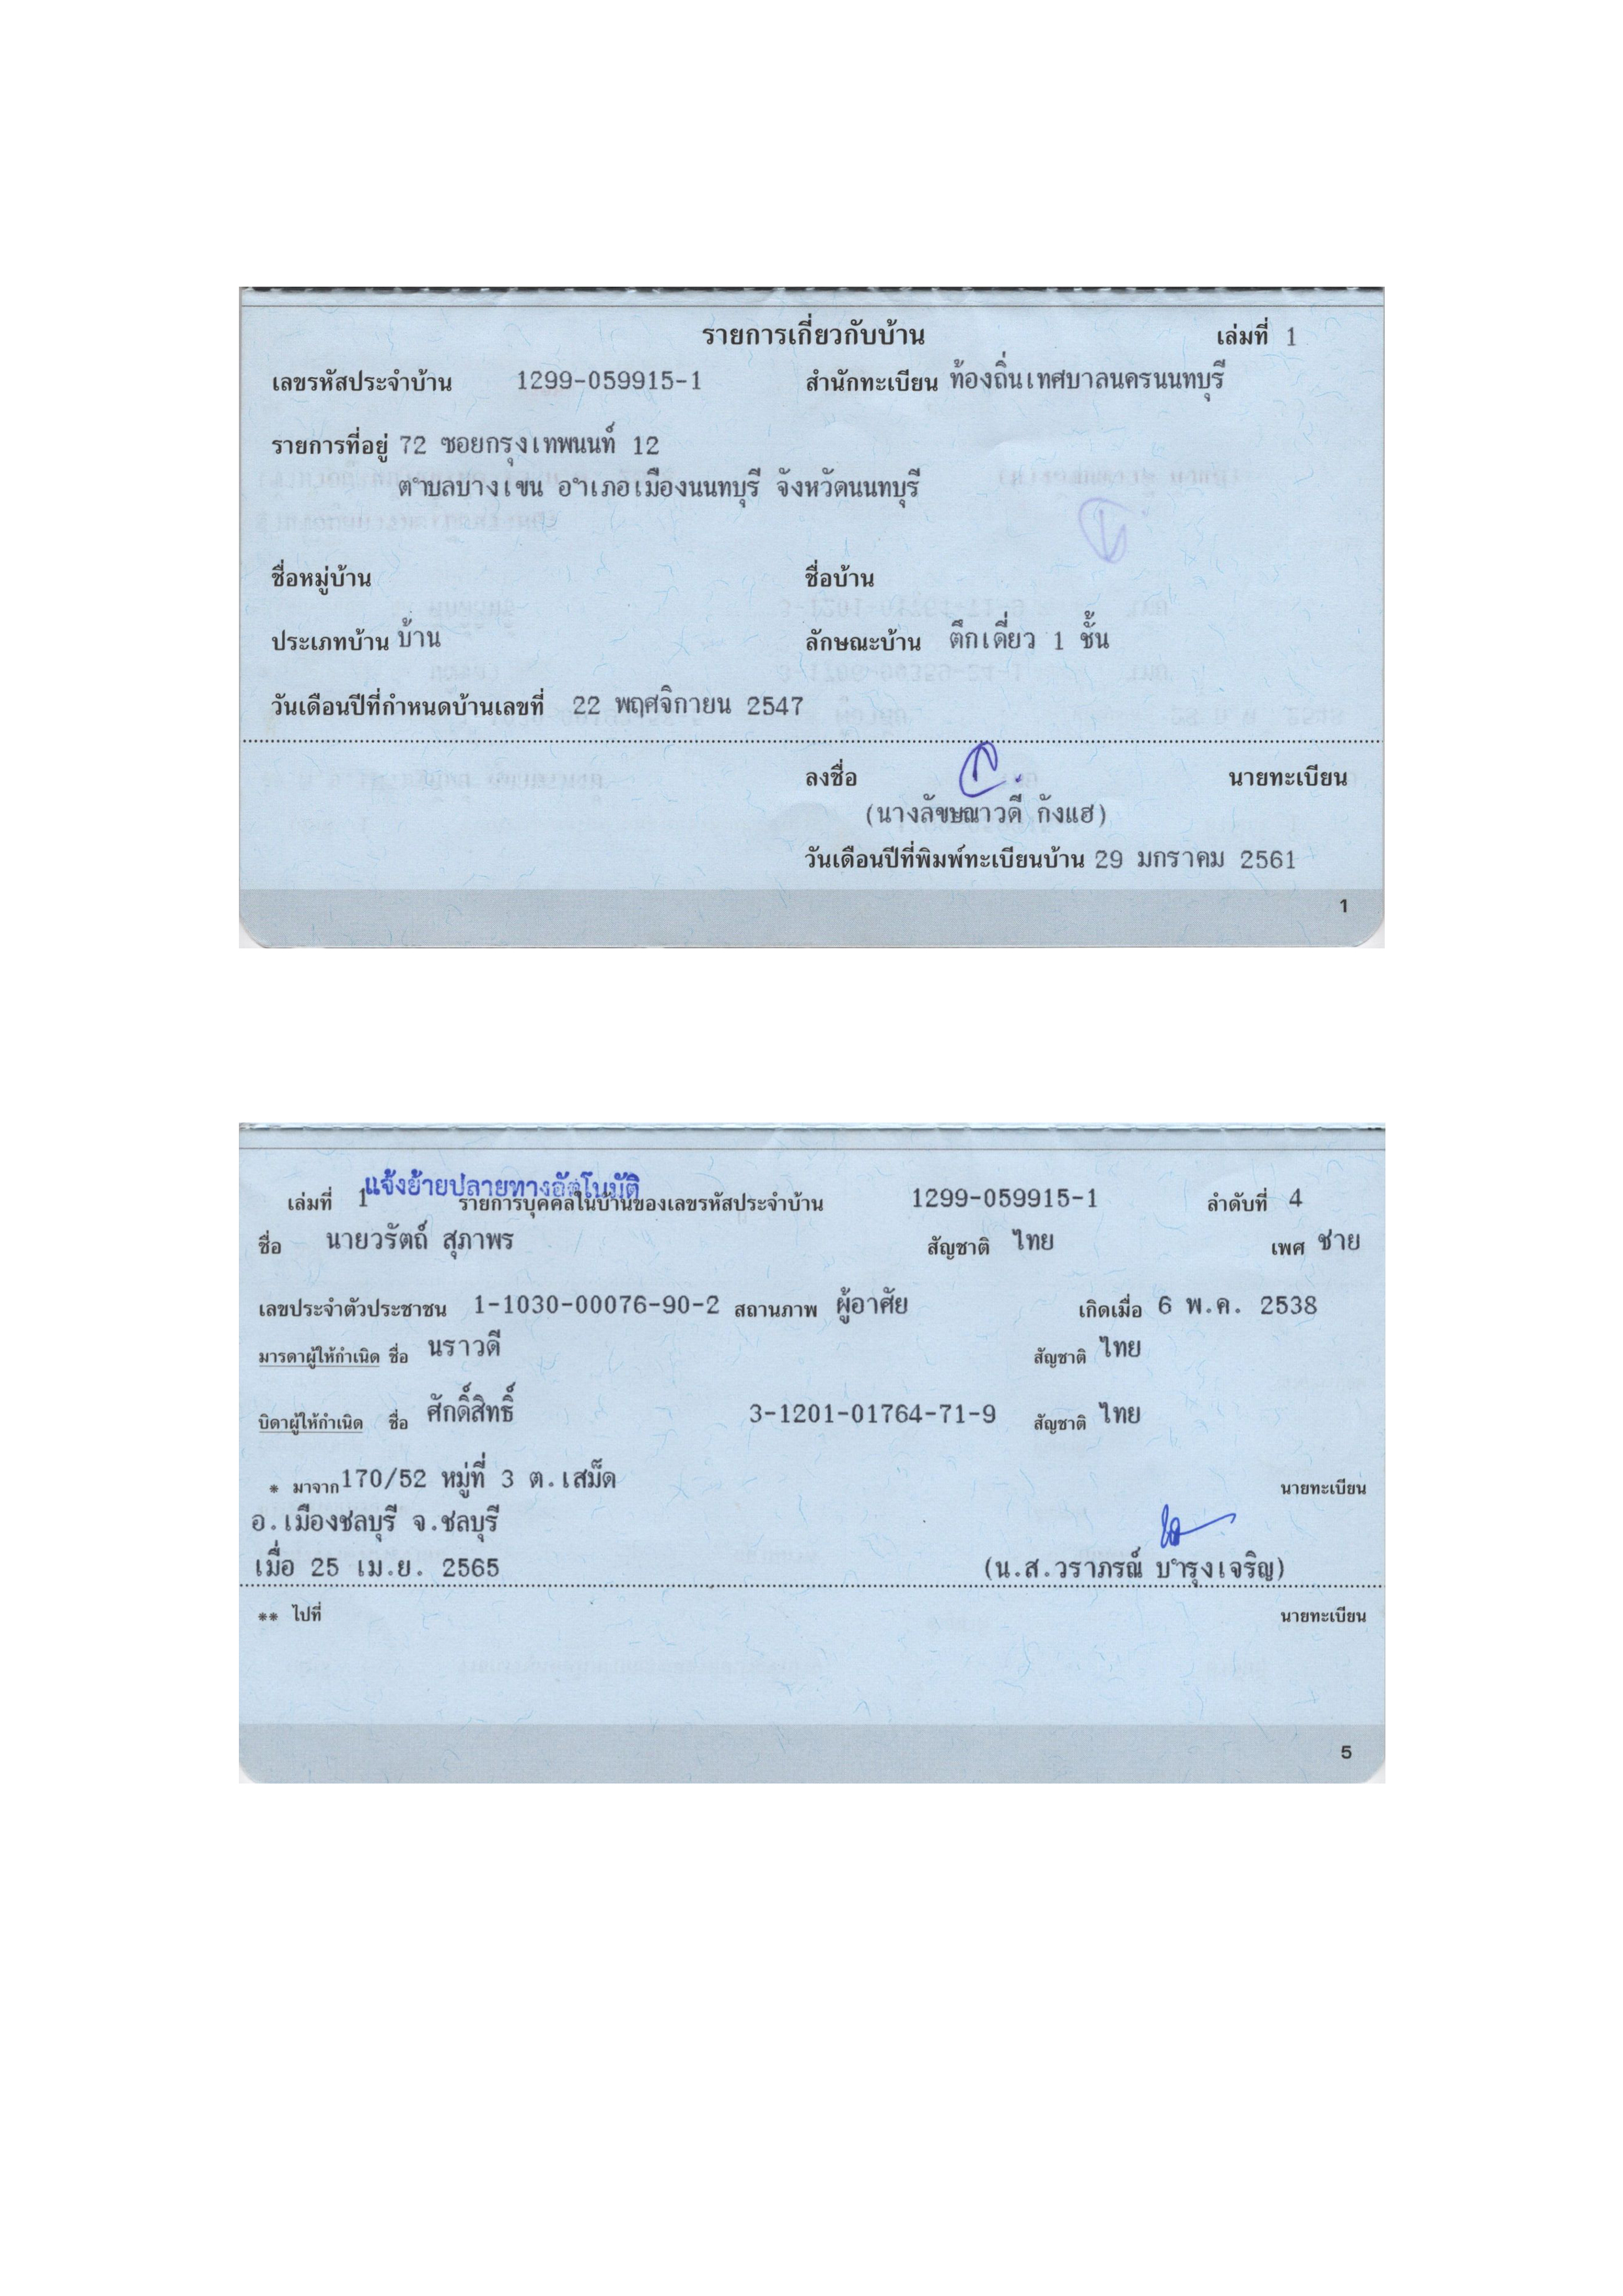 รายการเกี่ยวกับบ้าน เล่มที่ 1
เลขรหัสประจำบ้าน 1299-059915-1 สำนักทะเบียน ท้องถิ่นเทศบาลนครนนทบุรี
รายการที่อยู่ 72 ซอยกรุงเทพนนท์ 12
ตำบลบางเขน อำเภอเมืองนนทบุรี จังหวัดนนทบุรี
ชื่อหมู่บ้าน ชื่อบ้าน
ประเภทบ้าน บ้าน ลักษณะบ้าน ตึกเดี่ยว 1 ชั้น
วันเดือนปีที่กำหนดบ้านเลขที่ 22 พฤศจิกายน 2547
ลงชื่อ นายทะเบียน
(นางลัขษณาวดี กังแฮ)
วันเดือนปีที่พิมพ์ทะเบียนบ้าน 29 มกราคม 2561
1
แจ้งย้ายปลายทางอัตโนมัติ
เล่มที่ 1 รายการบุคคลในบ้านของเลขรหัสประจำบ้าน 1299-059915-1 ลำดับที่ 4
ชื่อ นายวรัตถ์ สุภาพร สัญชาติ ไทย เพศ ชาย
เลขประจำตัวประชาชน 1-1030-00076-90-2 สถานภาพ ผู้อาศัย เกิดเมื่อ 6 พ.ค. 2538
มารดาผู้ให้กำเนิด ชื่อ นราวดี สัญชาติ ไทย
บิดาผู้ให้กำเนิด ชื่อ ศักดิ์สิทธิ์ 3-1201-01764-71-9 สัญชาติ ไทย
* มาจาก 170/52 หมู่ที่ 3 ต.เสม็ด นายทะเบียน
อ.เมืองชลบุรี จ.ชลบุรี
เมื่อ 25 เม.ย. 2565 (น.ส.วราภรณ์ บำรุงเจริญ)
** ไปที่ นายทะเบียน
5